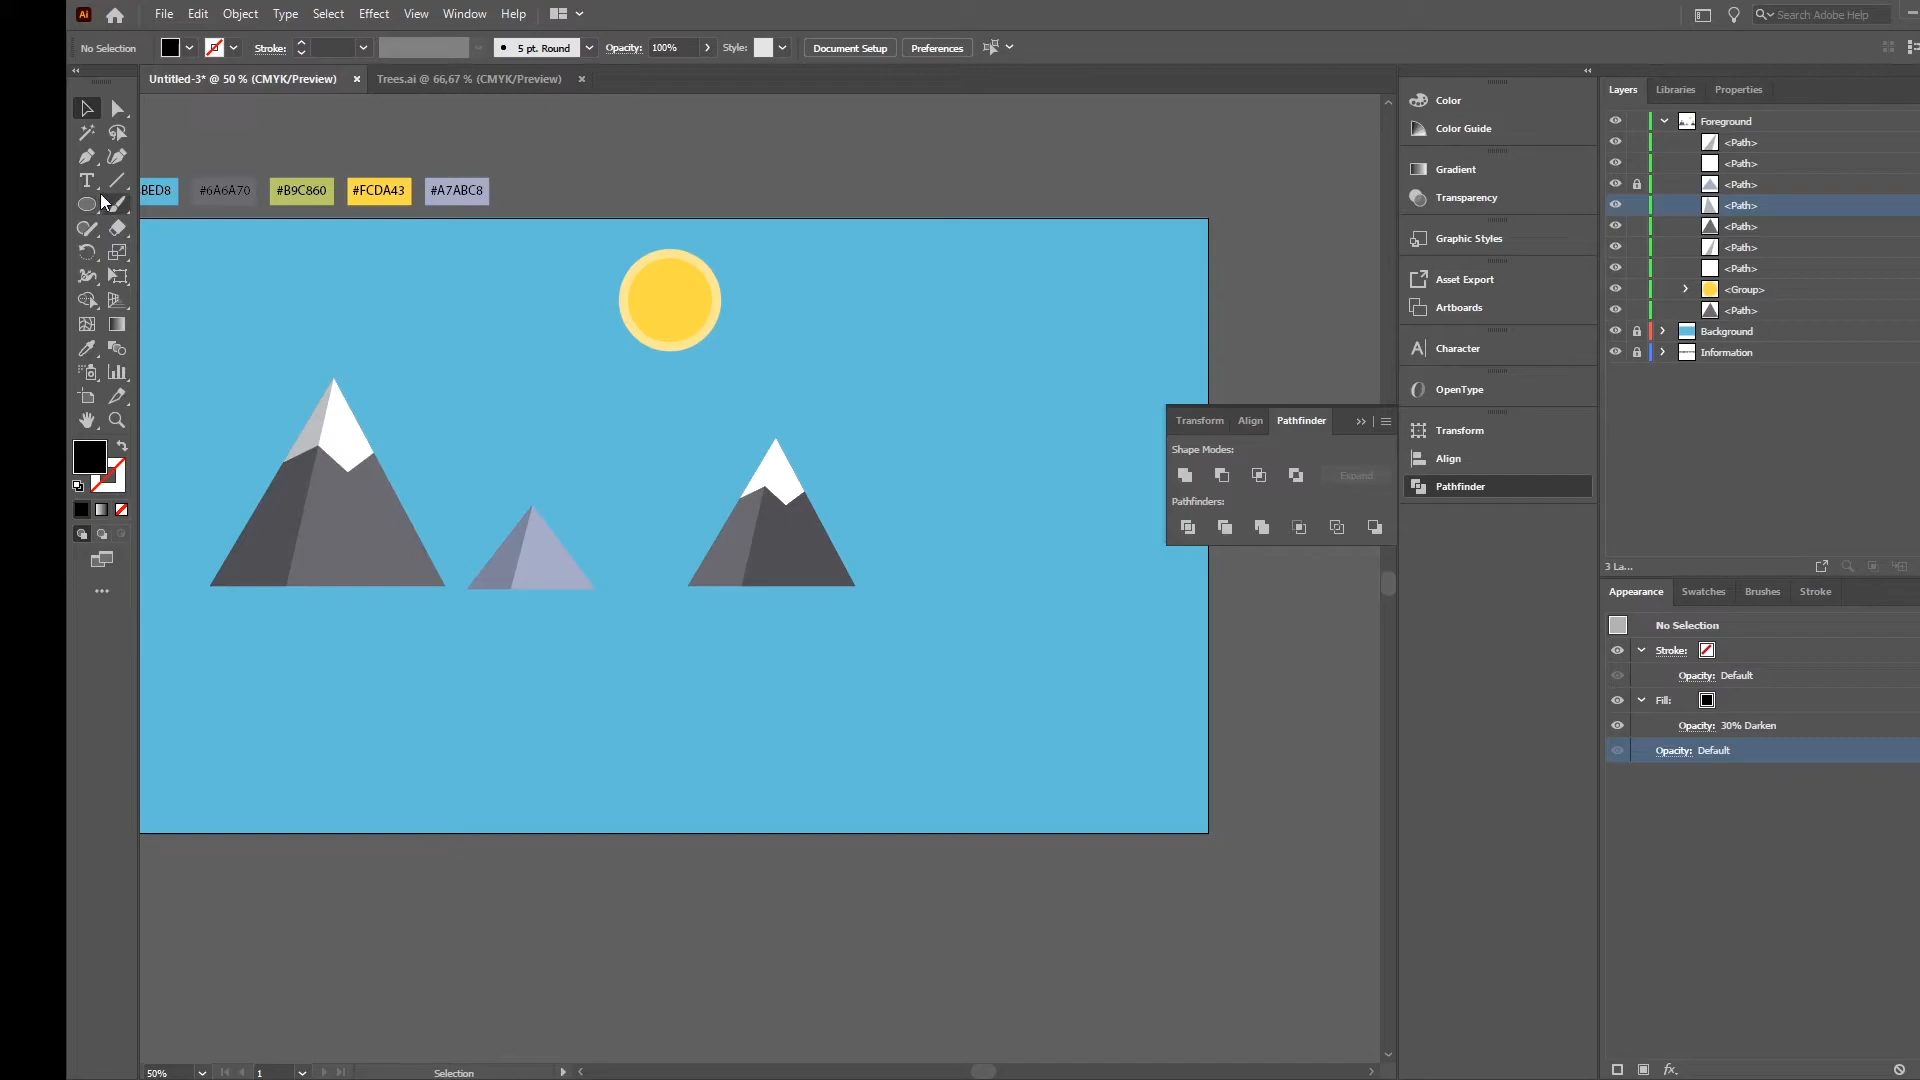 Ai File Edit Object Type Select Effect View Window Help Search Adobe Help
No Selection Stroke: 5 pt. Round Opacity: 100% Style: Document Setup Preferences
Untitled-3* @ 50 % (CMYK/Preview) × Trees.ai @ 66,67 % (CMYK/Preview) ×
BED8 #6A6A70 #B9C860 #FCDA43 #A7ABC8
Transform Align Pathfinder
Shape Modes:
Expand
Pathfinders:
Color
Color Guide
Gradient
Transparency
Graphic Styles
Asset Export
Artboards
Character
OpenType
Transform
Align
Pathfinder
Layers Libraries Properties
Foreground
<Path>
<Path>
<Path>
<Path>
<Path>
<Path>
<Path>
<Group>
<Path>
Background
Information
3 La...
Appearance Swatches Brushes Stroke
No Selection
Stroke:
Opacity: Default
Fill:
Opacity: 30% Darken
Opacity: Default
fx.
50% 1 Selection